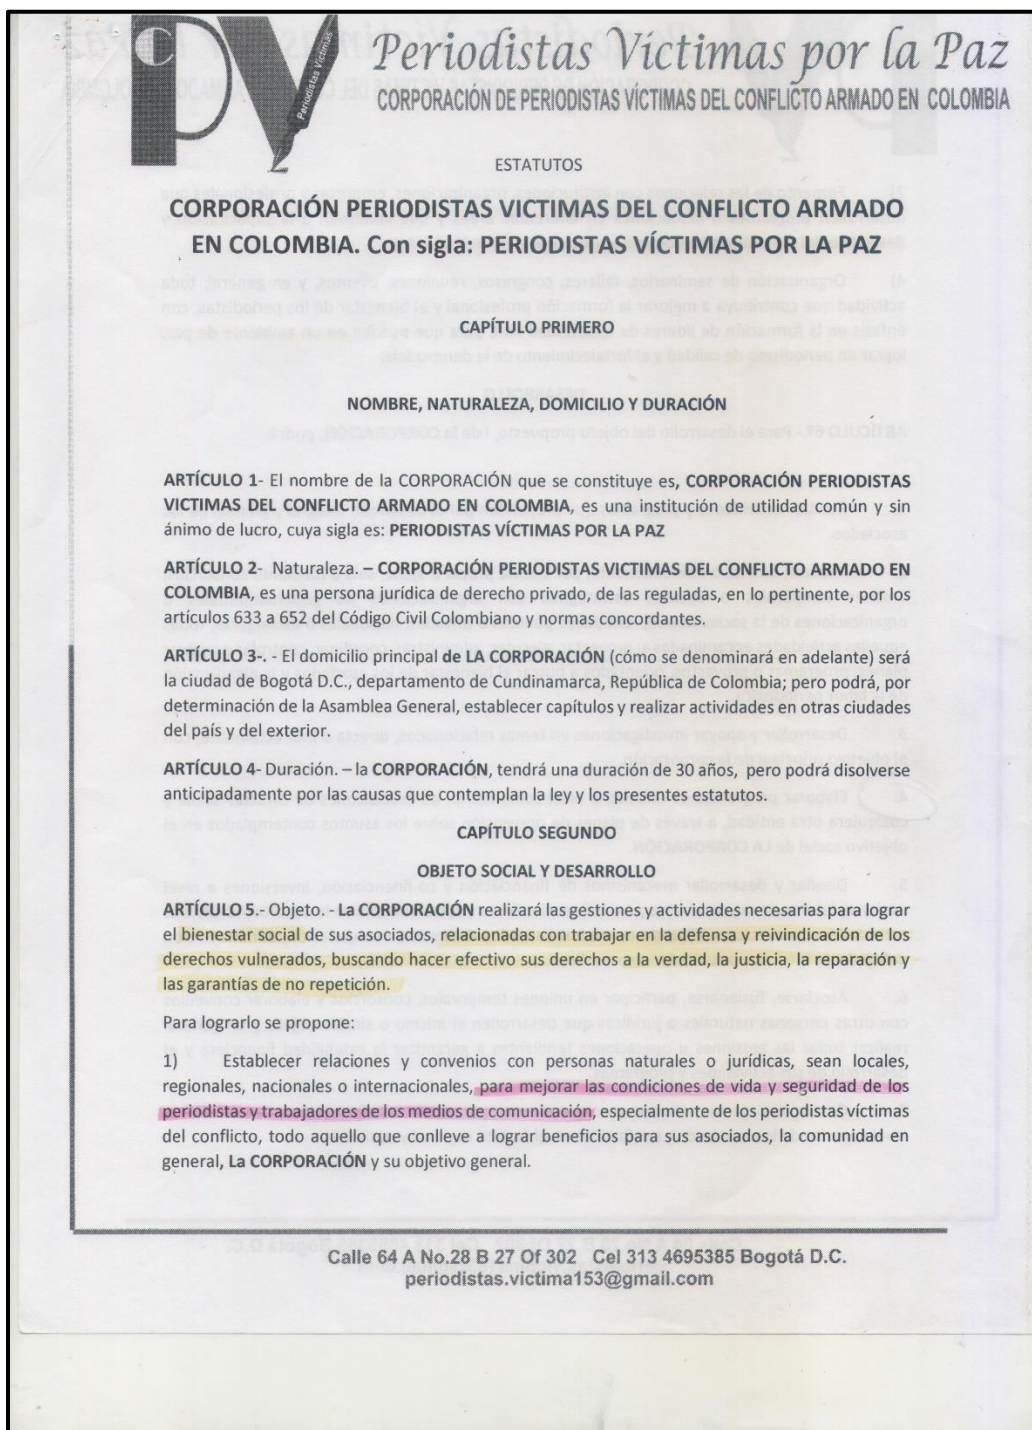 Periodistas Víctimas
Periodistas Víctimas por la Paz
CORPORACIÓN DE PERIODISTAS VÍCTIMAS DEL CONFLICTO ARMADO EN COLOMBIA
ESTATUTOS
CORPORACIÓN PERIODISTAS VICTIMAS DEL CONFLICTO ARMADO
EN COLOMBIA. Con sigla: PERIODISTAS VÍCTIMAS POR LA PAZ
CAPÍTULO PRIMERO
NOMBRE, NATURALEZA, DOMICILIO Y DURACIÓN
ARTÍCULO 1- El nombre de la CORPORACIÓN que se constituye es, CORPORACIÓN PERIODISTAS
VICTIMAS DEL CONFLICTO ARMADO EN COLOMBIA, es una institución de utilidad común y sin
ánimo de lucro, cuya sigla es: PERIODISTAS VÍCTIMAS POR LA PAZ
ARTÍCULO 2- Naturaleza. – CORPORACIÓN PERIODISTAS VICTIMAS DEL CONFLICTO ARMADO EN
COLOMBIA, es una persona jurídica de derecho privado, de las reguladas, en lo pertinente, por los
artículos 633 a 652 del Código Civil Colombiano y normas concordantes.
ARTÍCULO 3-. - El domicilio principal de LA CORPORACIÓN (cómo se denominará en adelante) será
la ciudad de Bogotá D.C., departamento de Cundinamarca, República de Colombia; pero podrá, por
determinación de la Asamblea General, establecer capítulos y realizar actividades en otras ciudades
del país y del exterior.
ARTÍCULO 4- Duración. – la CORPORACIÓN, tendrá una duración de 30 años, pero podrá disolverse
anticipadamente por las causas que contemplan la ley y los presentes estatutos.
CAPÍTULO SEGUNDO
OBJETO SOCIAL Y DESARROLLO
ARTÍCULO 5.- Objeto. - La CORPORACIÓN realizará las gestiones y actividades necesarias para lograr
el bienestar social de sus asociados, relacionadas con trabajar en la defensa y reivindicación de los
derechos vulnerados, buscando hacer efectivo sus derechos a la verdad, la justicia, la reparación y
las garantías de no repetición.
Para lograrlo se propone:
1) Establecer relaciones y convenios con personas naturales o jurídicas, sean locales,
regionales, nacionales o internacionales, para mejorar las condiciones de vida y seguridad de los
periodistas y trabajadores de los medios de comunicación, especialmente de los periodistas víctimas
del conflicto, todo aquello que conlleve a lograr beneficios para sus asociados, la comunidad en
general, La CORPORACIÓN y su objetivo general.
Calle 64 A No.28 B 27 Of 302 Cel 313 4695385 Bogotá D.C.
periodistas.victima153@gmail.com